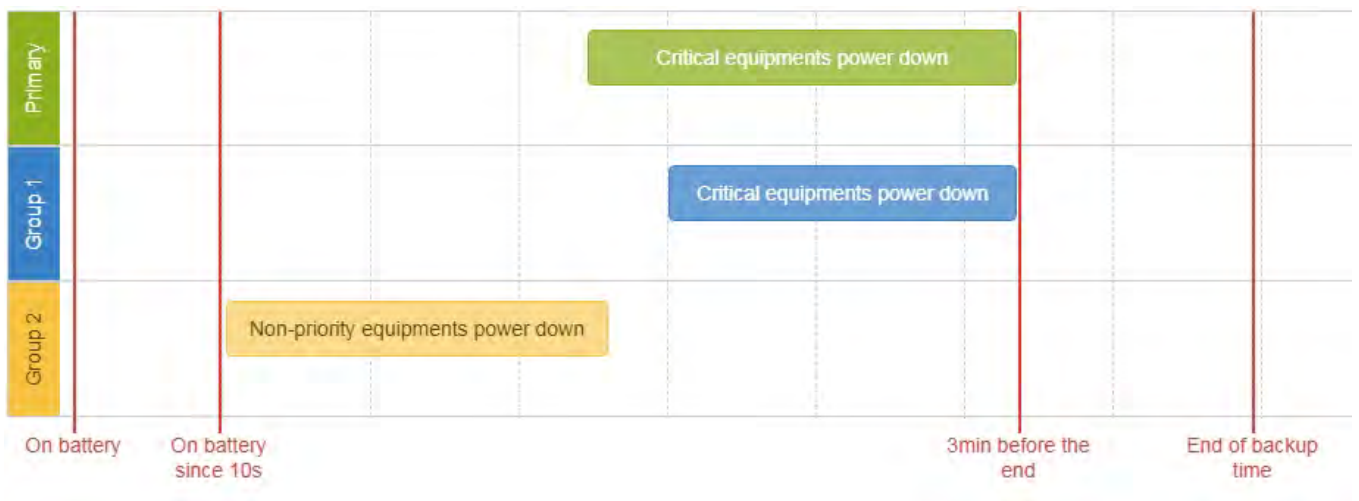 Primary
Critical equipments power down
Group 1
Critical equipments power down
Group 2
Non-priority equipments power down
On battery
On battery
since 10s
3min before the
end
End of backup
time